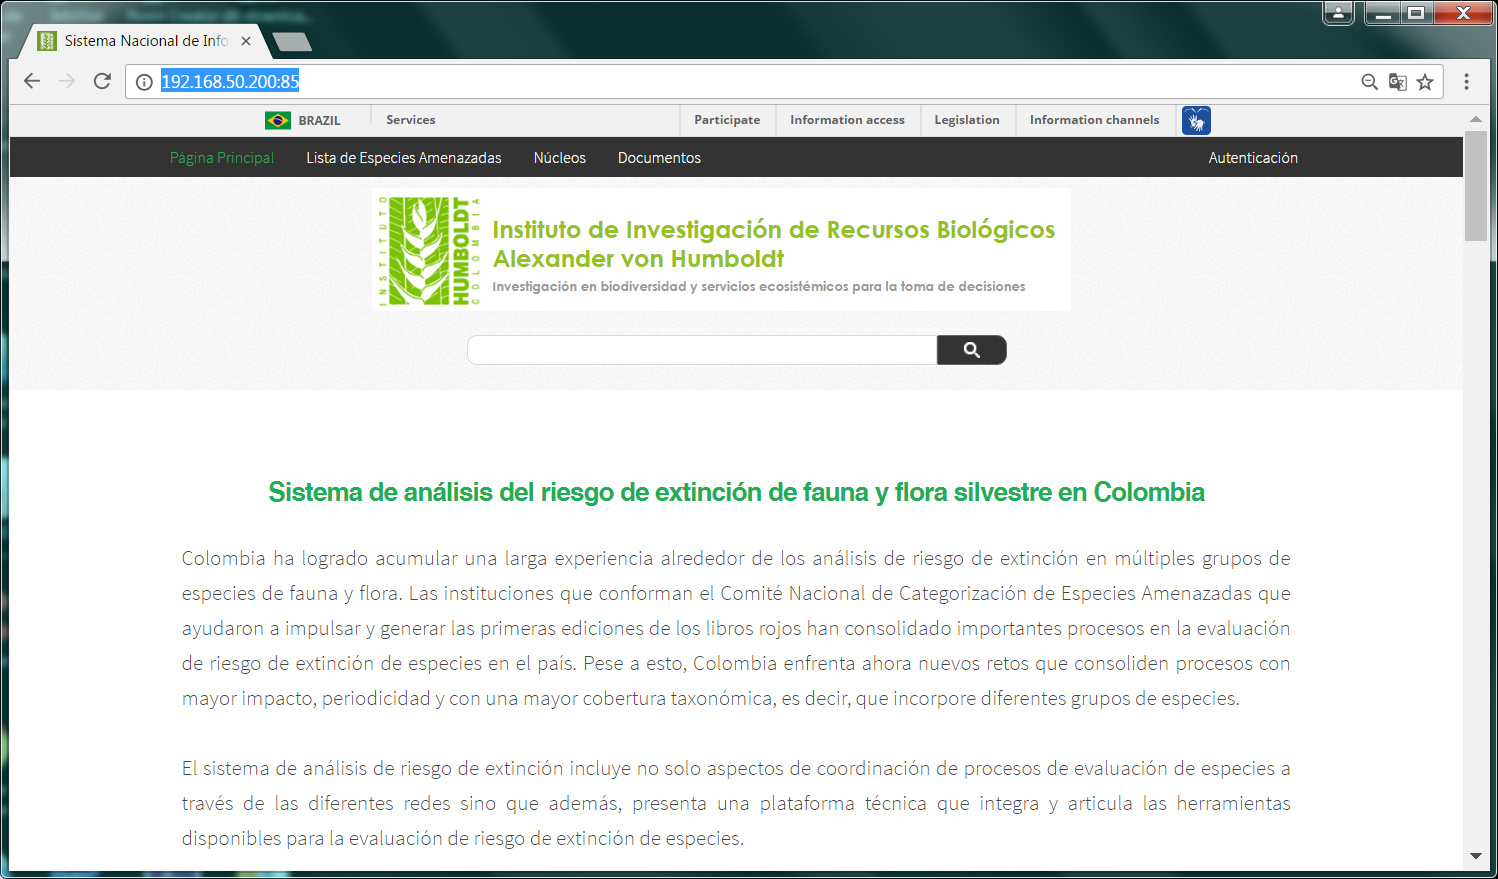 Sistema Nacional de Info
192.168.50.200:85
BRAZIL
Services
Participate
Information access
Legislation
Information channels
Página Principal
Lista de Especies Amenazadas
Núcleos
Documentos
Autenticación
INSTITUTO
HUMBOLDT
COLOMBIA
Instituto de Investigación de Recursos Biológicos
Alexander von Humboldt
Investigación en biodiversidad y servicios ecosistémicos para la toma de decisiones
Sistema de análisis del riesgo de extinción de fauna y flora silvestre en Colombia
Colombia ha logrado acumular una larga experiencia alrededor de los análisis de riesgo de extinción en múltiples grupos de
especies de fauna y flora. Las instituciones que conforman el Comité Nacional de Categorización de Especies Amenazadas que
ayudaron a impulsar y generar las primeras ediciones de los libros rojos han consolidado importantes procesos en la evaluación
de riesgo de extinción de especies en el país. Pese a esto, Colombia enfrenta ahora nuevos retos que consoliden procesos con
mayor impacto, periodicidad y con una mayor cobertura taxonómica, es decir, que incorpore diferentes grupos de especies.
El sistema de análisis de riesgo de extinción incluye no solo aspectos de coordinación de procesos de evaluación de especies a
través de las diferentes redes sino que además, presenta una plataforma técnica que integra y articula las herramientas
disponibles para la evaluación de riesgo de extinción de especies.